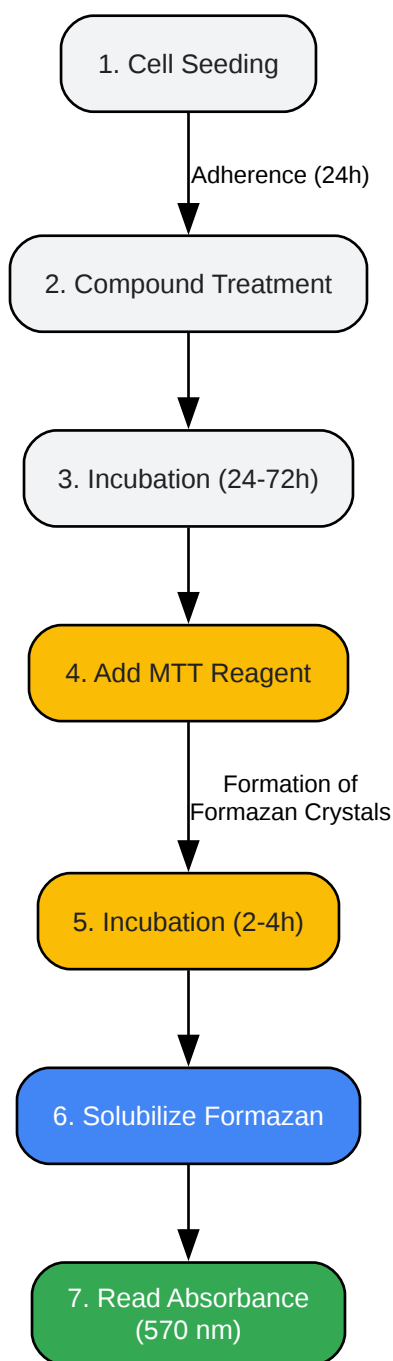 1. Cell Seeding
Adherence (24h)
2. Compound Treatment
3. Incubation (24-72h)
4. Add MTT Reagent
Formation of
Formazan Crystals
5. Incubation (2-4h)
6. Solubilize Formazan
7. Read Absorbance
(570 nm)